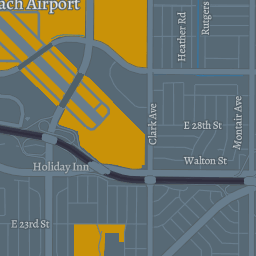 ach Airport
Heather Rd
Rutgers
Clark Ave
Montair Ave
E 28th St
Walton St
Holiday Inn
E 23rd St